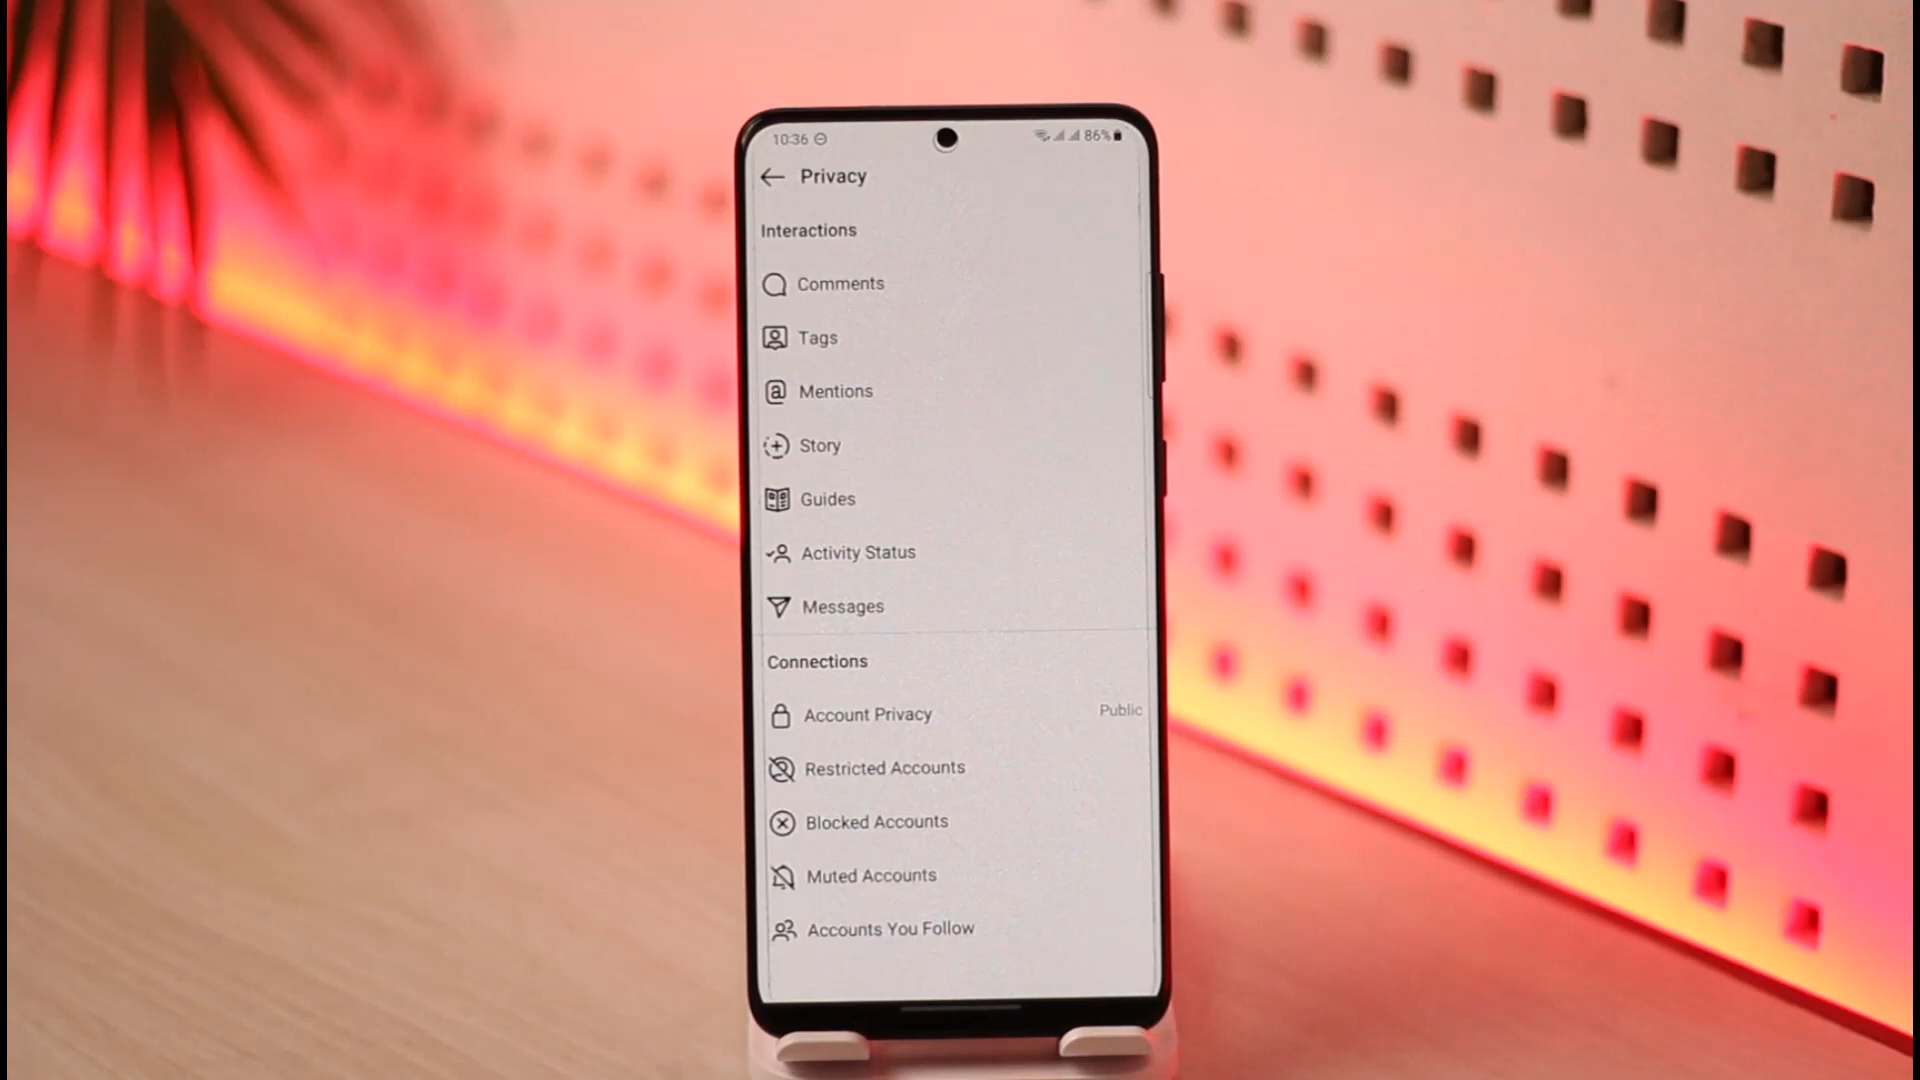 10:36 86%
Privacy
Interactions
Comments
Tags
Mentions
Story
Guides
Activity Status
Messages
Connections
Account Privacy Public
Restricted Accounts
Blocked Accounts
Muted Accounts
Accounts You Follow